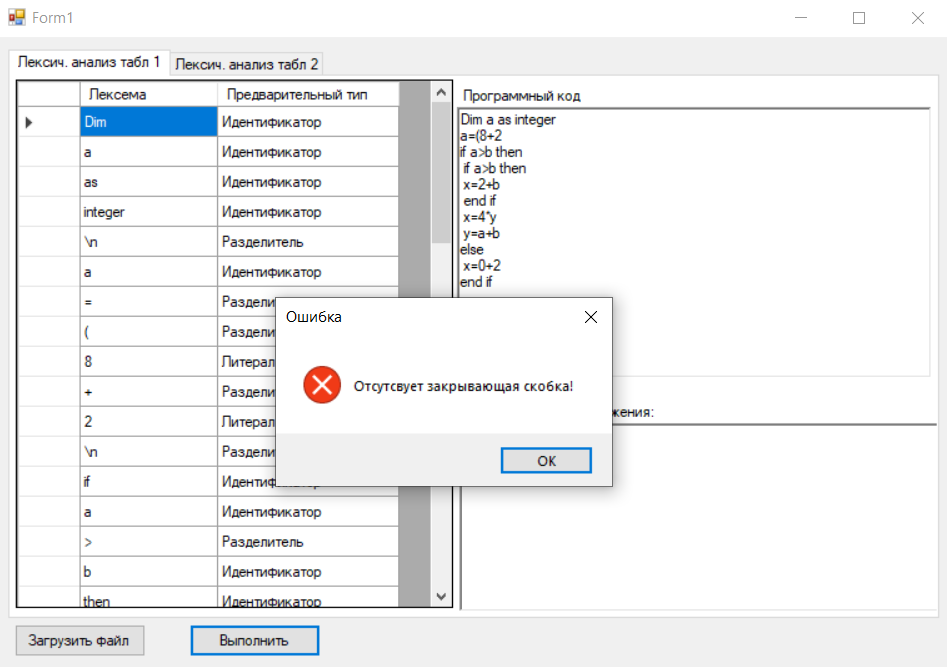 Form1
Лексич. анализ табл 1
Лексич. анализ табл 2
Лексема Предварительный тип
Dim Идентификатор
a Идентификатор
as Идентификатор
integer Идентификатор
\n Разделитель
a Идентификатор
= Раздели
( Раздели
8 Литерал
+ Раздели
2 Литерал
\n Раздели
if Идентиф
a Идентификатор
> Разделитель
b Идентификатор
then Идентификатор
Программный код
Dim a as integer
a=(8+2
if a>b then
if a>b then
x=2+b
end if
x=4*y
y=a+b
else
x=0+2
end if
жения:
Ошибка
Отсутсвует закрывающая скобка!
OK
Загрузить файл
Выполнить